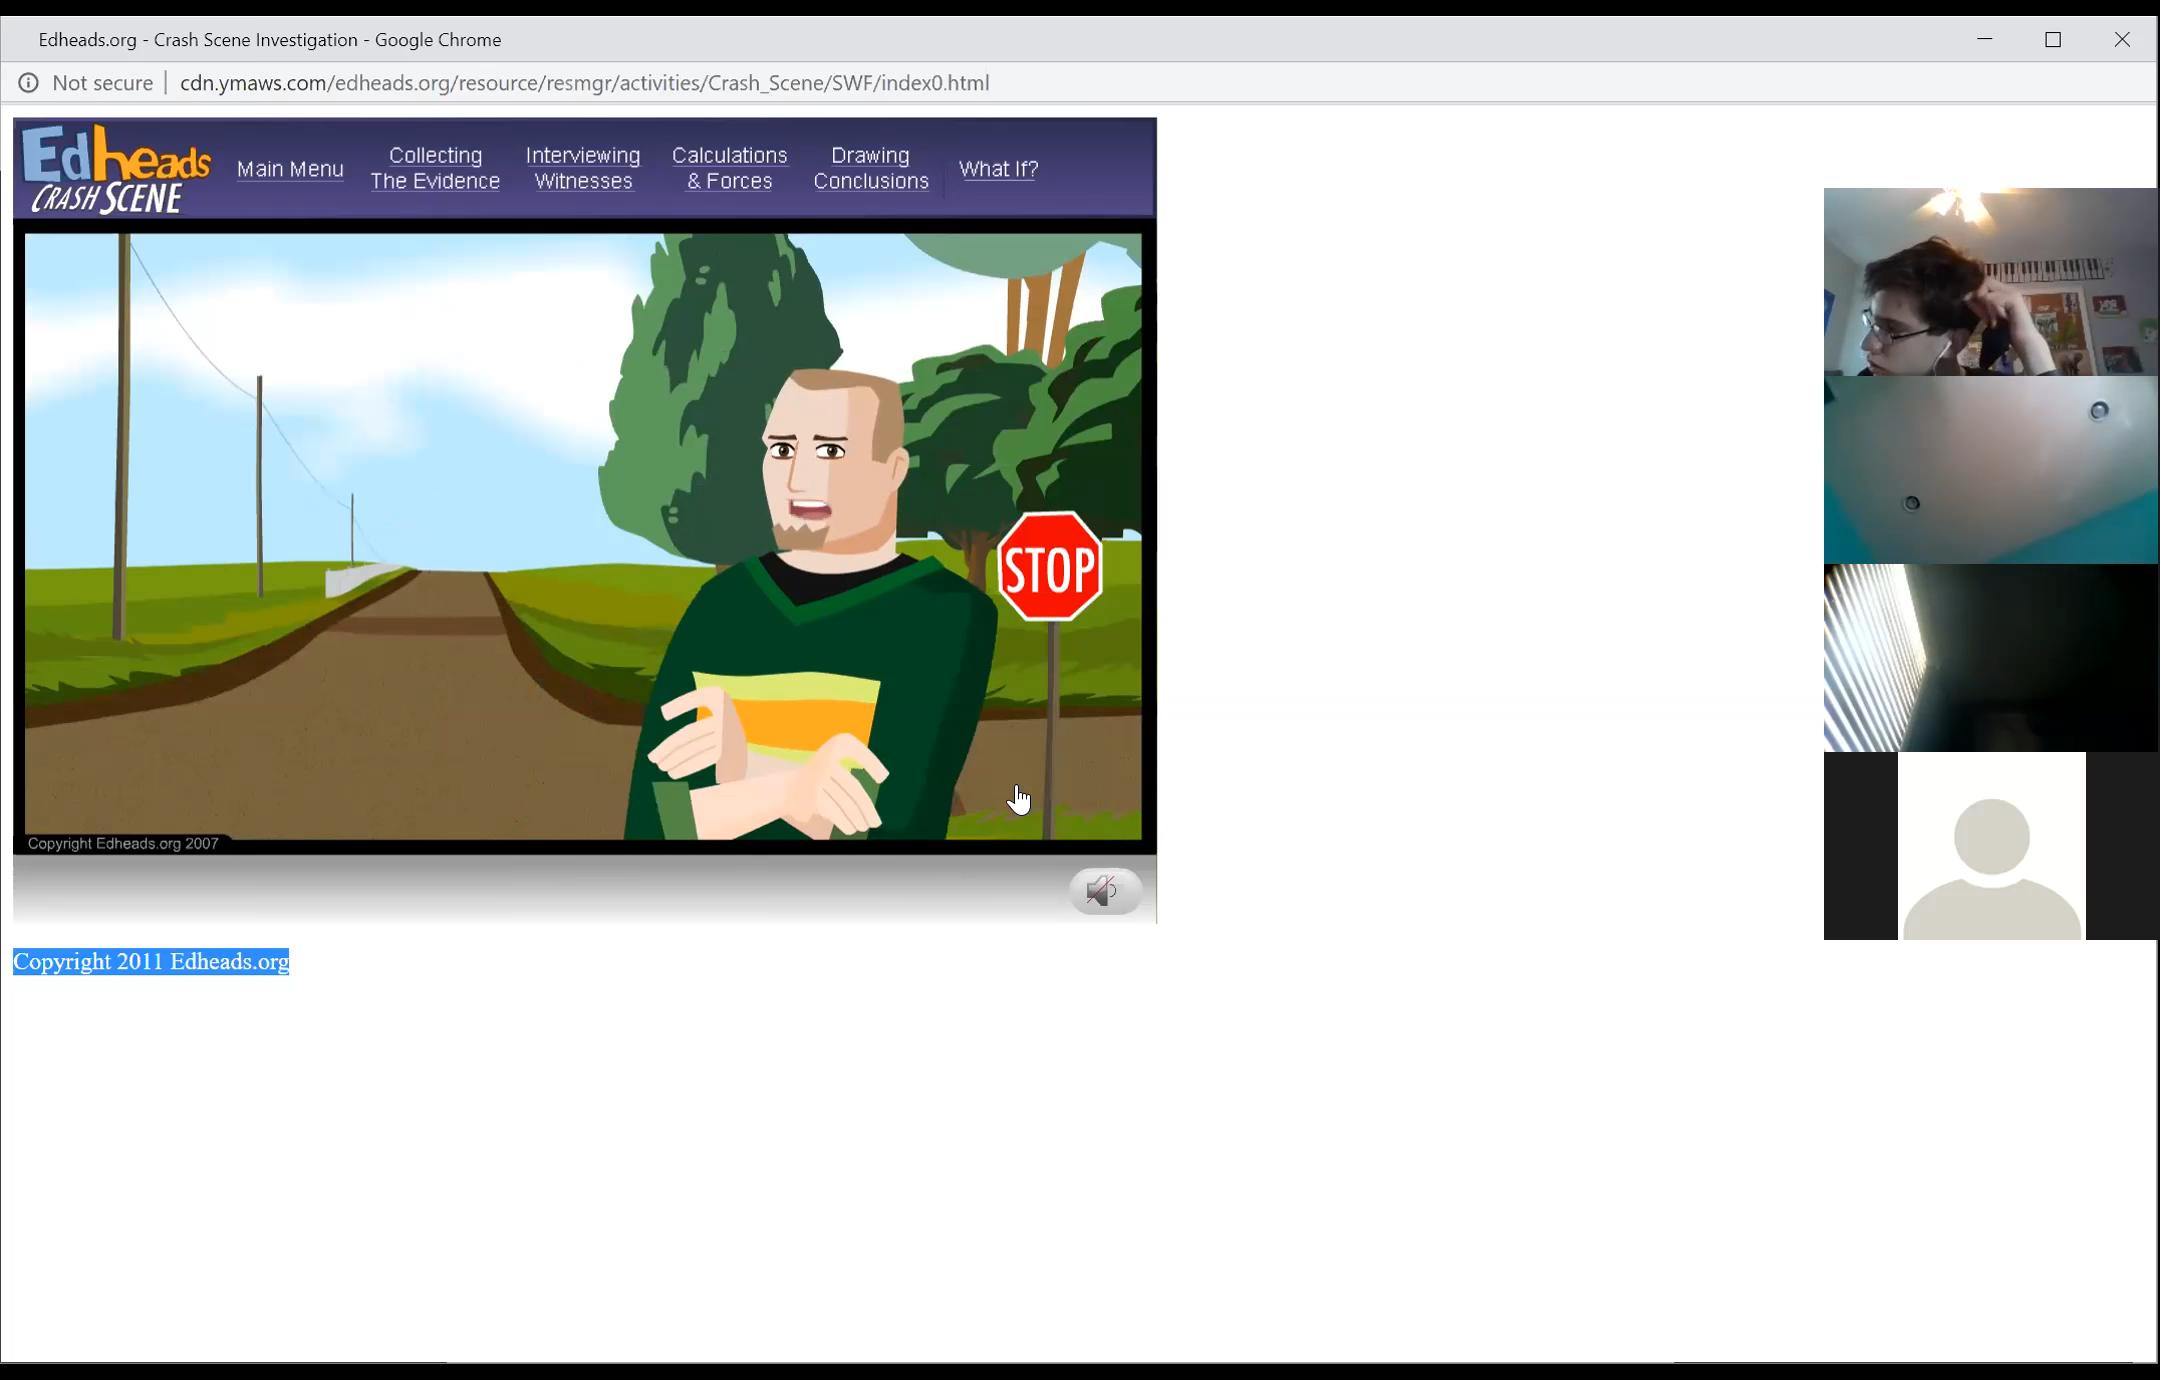 Edheads.org - Crash Scene Investigation - Google Chrome
Not secure
cdn.ymaws.com/edheads.org/resource/resmgr/activities/Crash_Scene/SWF/index0.html
Edheads
CRASH SCENE
Main Menu
Collecting
The Evidence
Interviewing
Witnesses
Calculations
& Forces
Drawing
Conclusions
What If?
STOP
Copyright Edheads.org 2007
Copyright 2011 Edheads.org